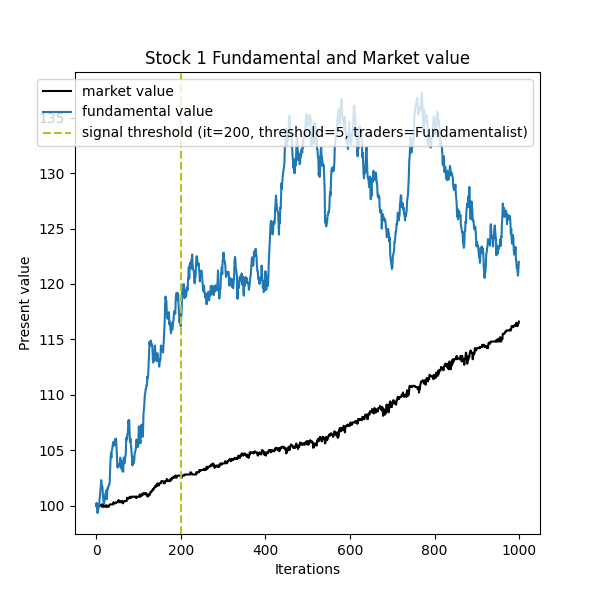 Stock 1 Fundamental and Market value
market value
fundamental value
signal threshold (it=200, threshold=5, traders=Fundamentalist)
135
130
125
120
115
110
105
100
Present value
0 200 400 600 800 1000
Iterations